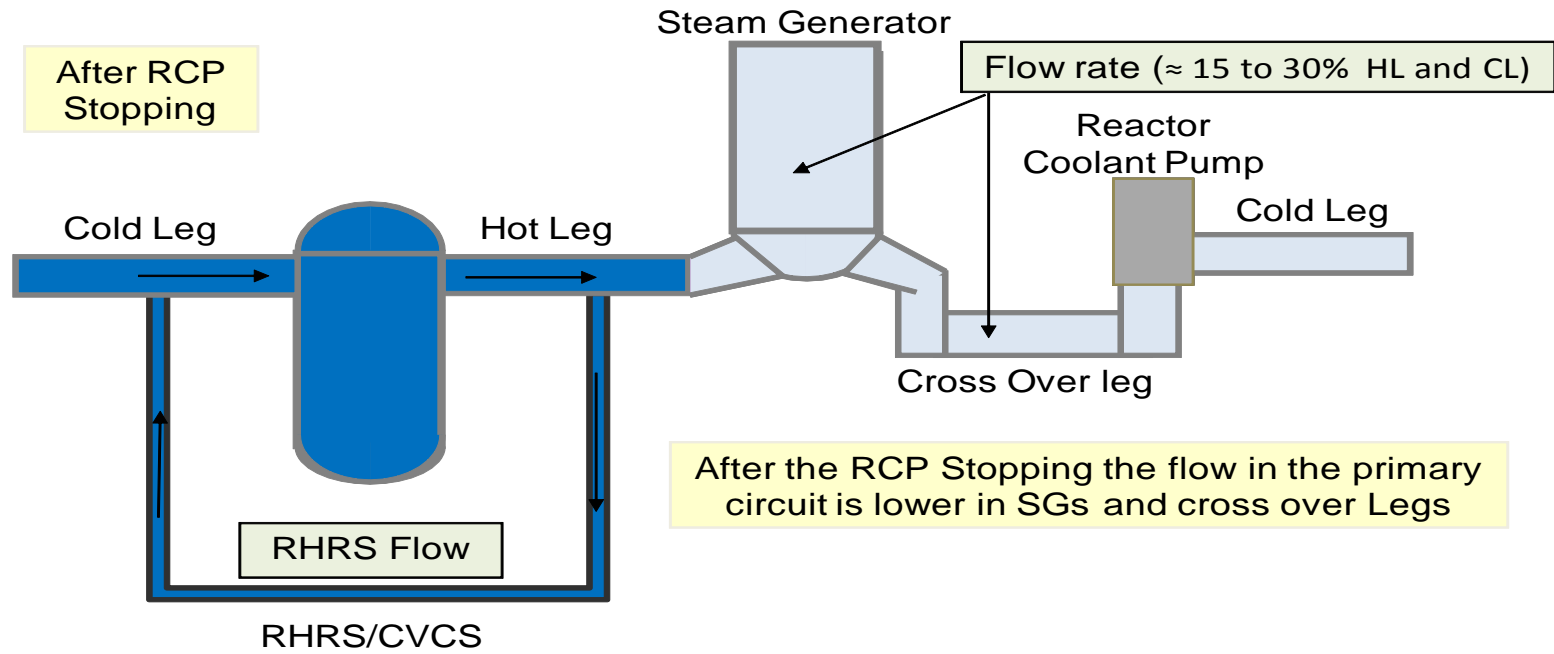 Steam Generator
After RCP
Stopping
Flow rate (≈ 15 to 30% HL and CL)
Reactor
Coolant Pump
Cold Leg
Hot Leg
Cold Leg
Cross Over leg
After the RCP Stopping the flow in the primary
circuit is lower in SGs and cross over Legs
RHRS Flow
RHRS/CVCS